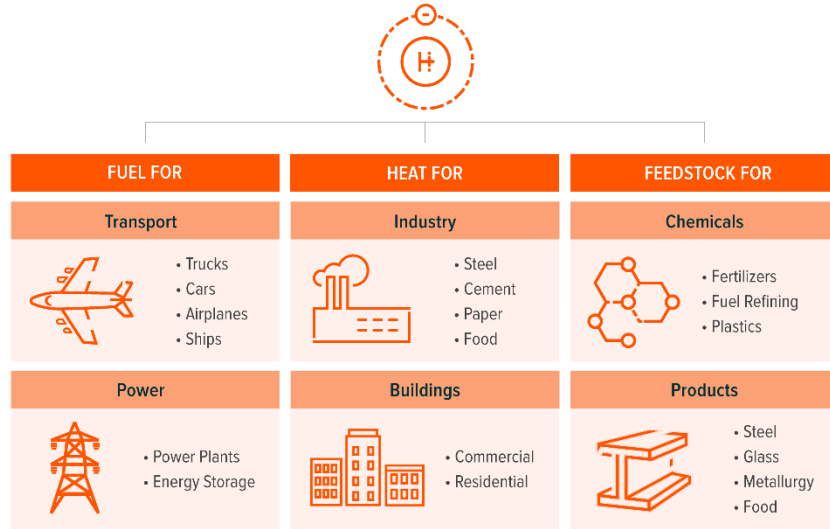 H
FUEL FOR
HEAT FOR
FEEDSTOCK FOR
Transport
• Trucks
• Cars
• Airplanes
• Ships
Industry
• Steel
• Cement
• Paper
• Food
Chemicals
• Fertilizers
• Fuel Refining
• Plastics
Power
• Power Plants
• Energy Storage
Buildings
• Commercial
• Residential
Products
• Steel
• Glass
• Metallurgy
• Food